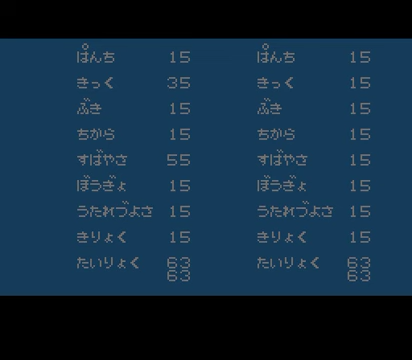 ぱんち 15 ぱんち 15
きっく 35 きっく 15
ぶき 15 ぶき 15
ちから 15 ちから 15
すばやさ 55 すばやさ 15
ぼうぎょ 15 ぼうぎょ 15
うたれづよさ 15 うたれづよさ 15
きりょく 15 きりょく 15
たいりょく 63 たいりょく 63
63 63